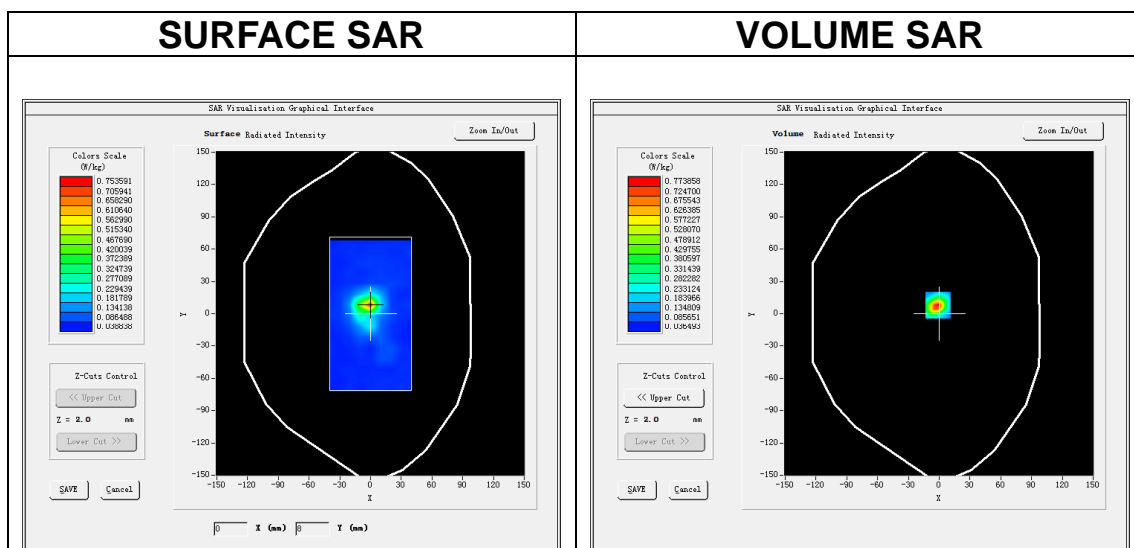 SURFACE SAR
VOLUME SAR
SAR Visualisation Graphical Interface
Surface Radiated Intensity
Zoom In/Out
Colors Scale
(W/kg)
0.753591
0.705941
0.658290
0.610640
0.562990
0.515340
0.467690
0.420039
0.372389
0.324739
0.277089
0.229439
0.181789
0.134138
0.086488
0.038838
150
120
90
60
30
0
-30
-60
-90
-120
-150
Y
-150 -120 -90 -60 -30 0 30 60 90 120 150
X
Z-Cuts Control
<< Upper Cut
Z = 2.0 mm
Lower Cut >>
SAVE Cancel
0 X (mm) 8 Y (mm)
SAR Visualisation Graphical Interface
Volume Radiated Intensity
Zoom In/Out
Colors Scale
(W/kg)
0.773858
0.724700
0.675543
0.626385
0.577227
0.528070
0.478912
0.429755
0.380597
0.331439
0.282282
0.233124
0.183966
0.134809
0.085651
0.036493
150
120
90
60
30
0
-30
-60
-90
-120
-150
Y
-150 -120 -90 -60 -30 0 30 60 90 120 150
X
Z-Cuts Control
<< Upper Cut
Z = 2.0 mm
Lower Cut >>
SAVE Cancel